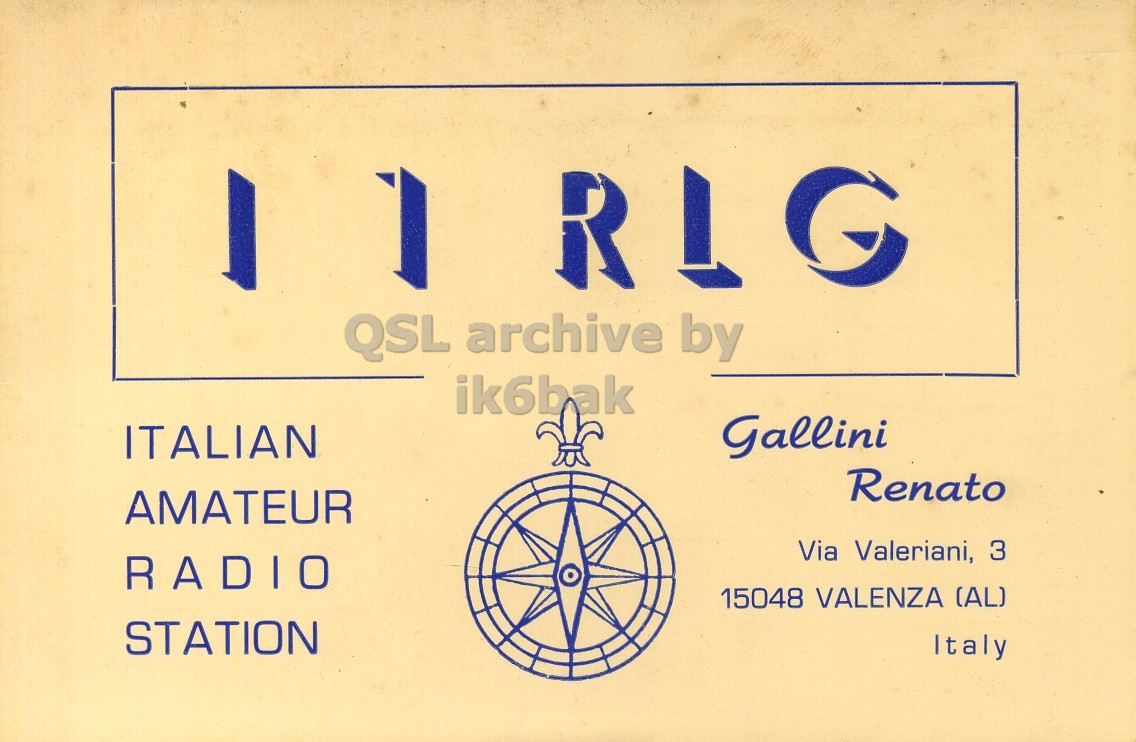 I 1 RLG
QSL archive by
ik6bak
ITALIAN
AMATEUR
RADIO
STATION
Gallini
Renato
Via Valeriani, 3
15048 VALENZA (AL)
Italy